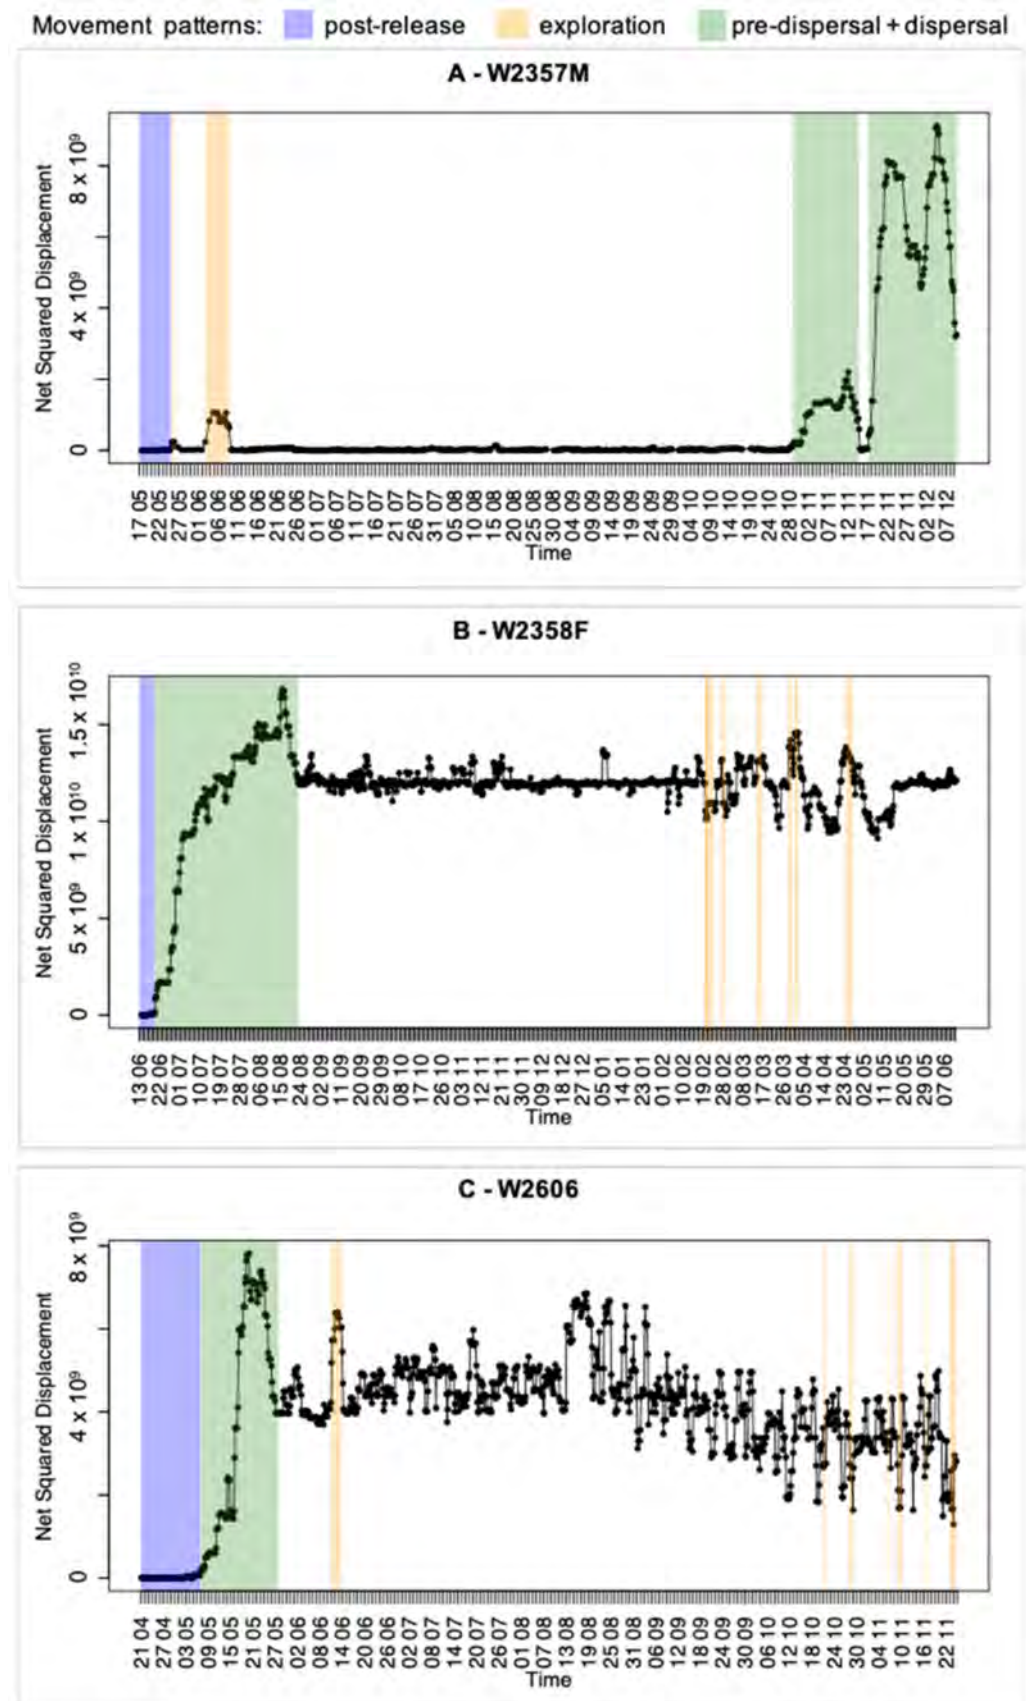 Movement patterns: post-release exploration pre-dispersal + dispersal
A - W2357M
Net Squared Displacement
8 x 10⁹
4 x 10⁹
0
17 05 22 05 27 05 01 06 06 06 11 06 16 06 21 06 26 06 01 07 06 07 11 07 16 07 21 07 26 07 31 07 05 08 10 08 15 08 20 08 25 08 30 08 04 09 09 09 14 09 19 09 24 09 29 09 04 10 09 10 14 10 19 10 24 10 28 10 02 11 07 11 12 11 17 11 22 11 27 11 02 12 07 12
Time
B - W2358F
Net Squared Displacement
1.5 x 10¹⁰
1 x 10¹⁰
5 x 10⁹
0
13 06 22 06 01 07 10 07 19 07 28 07 06 08 15 08 24 08 02 09 11 09 20 09 29 09 08 10 17 10 26 10 03 11 12 11 21 11 30 11 09 12 18 12 27 12 05 01 14 01 23 01 01 02 10 02 19 02 28 02 08 03 17 03 26 03 05 04 14 04 23 04 02 05 11 05 20 05 29 05 07 06
Time
C - W2606
Net Squared Displacement
8 x 10⁹
4 x 10⁹
0
21 04 27 04 03 05 09 05 15 05 21 05 27 05 02 06 08 06 14 06 20 06 26 06 02 07 08 07 14 07 20 07 26 07 01 08 07 08 13 08 19 08 25 08 31 08 06 09 12 09 18 09 24 09 30 09 06 10 12 10 18 10 24 10 30 10 04 11 10 11 16 11 22 11
Time